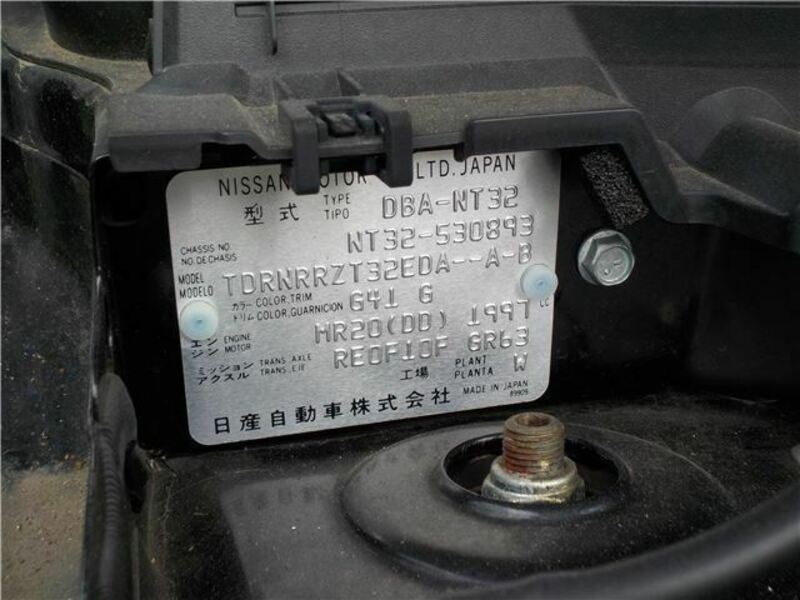 NISSAN MOTOR LTD. JAPAN
型式 TYPE TIPO DBA-NT32
CHASSIS NO. NO. DE CHASIS NT32-530893
MODEL MODELO TDRNRRZT32EDA--A-B
カラー COLOR, TRIM トリム COLOR, GUARNICION G41 G
エンジン ENGINE MOTOR MR20(DD) 1997 CC
ミッション アクスル TRANS. AXLE TRANS. EJE RE0F10F GR63
工場 PLANT PLANTA W
日産自動車株式会社 MADE IN JAPAN
89909